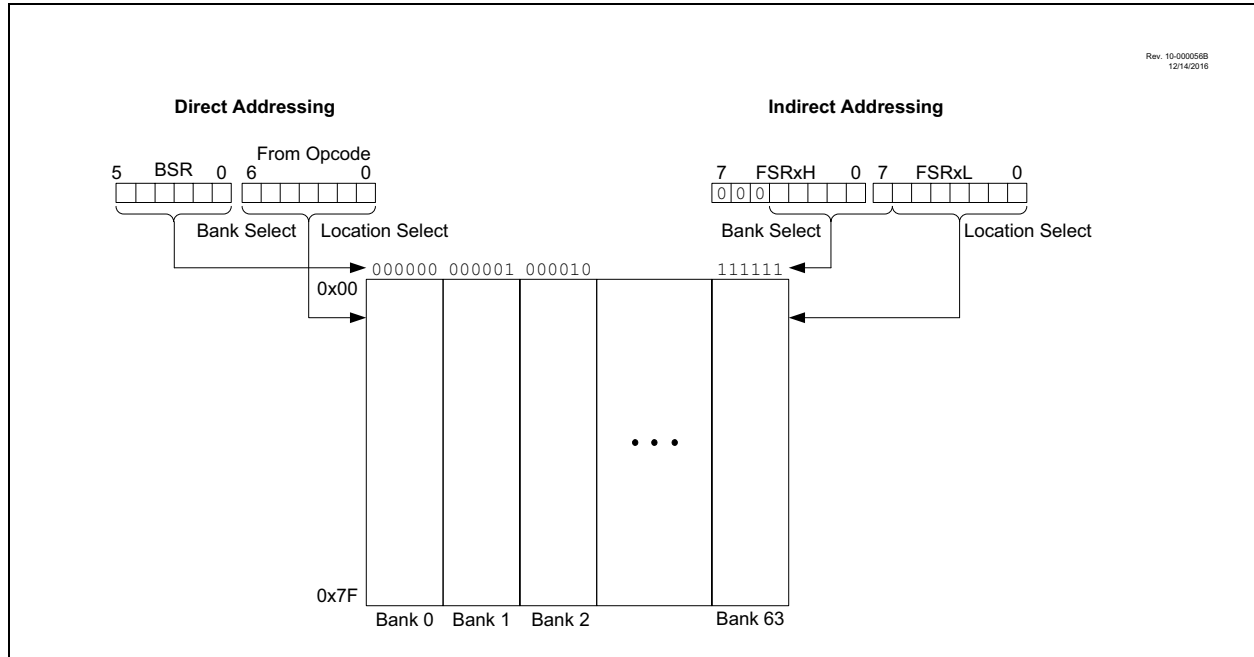 Rev. 10-000056B
12/14/2016
Direct Addressing
Indirect Addressing
From Opcode
5 BSR 0 6 0
7 FSRxH 0 7 FSRxL 0
0 0 0
Bank Select Location Select
Bank Select Location Select
000000 000001 000010 111111
0x00
0x7F
Bank 0 Bank 1 Bank 2 Bank 63